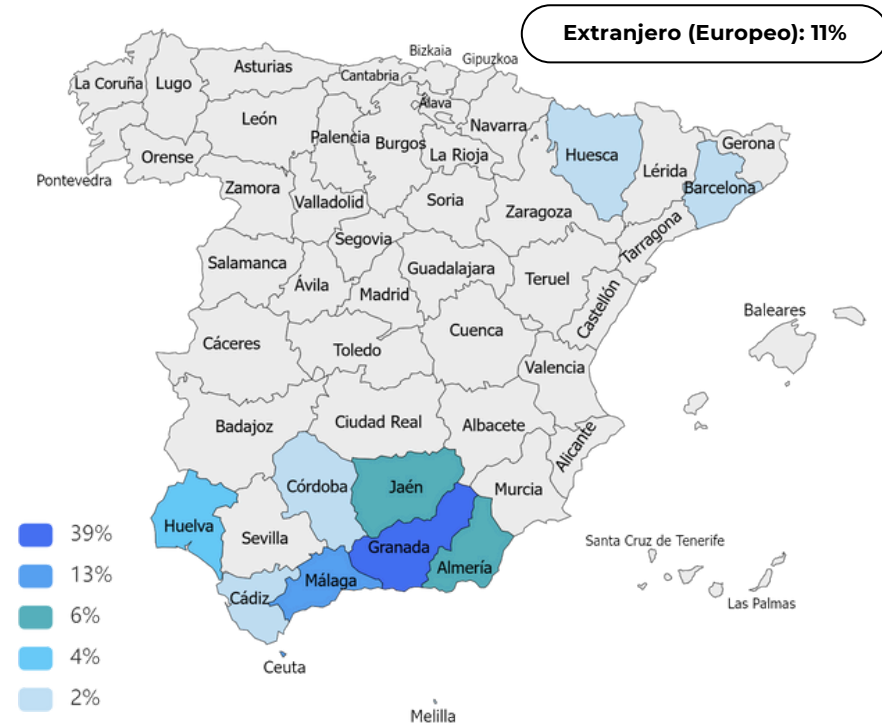 Extranjero (Europeo): 11%
Bizkaia
Gipuzkoa
Asturias
Cantabria
La Coruña
Lugo
Álava
León
Navarra
Palencia
Burgos
Gerona
La Rioja
Huesca
Orense
Lérida
Pontevedra
Zamora
Barcelona
Valladolid
Soria
Zaragoza
Segovia
Tarragona
Salamanca
Guadalajara
Ávila
Teruel
Madrid
Castellón
Baleares
Cuenca
Cáceres
Toledo
Valencia
Badajoz
Ciudad Real
Albacete
Alicante
Córdoba
Jaén
Murcia
Huelva
39%
Sevilla
Granada
Santa Cruz de Tenerife
Almería
13%
Málaga
Cádiz
Las Palmas
6%
4%
Ceuta
2%
Melilla